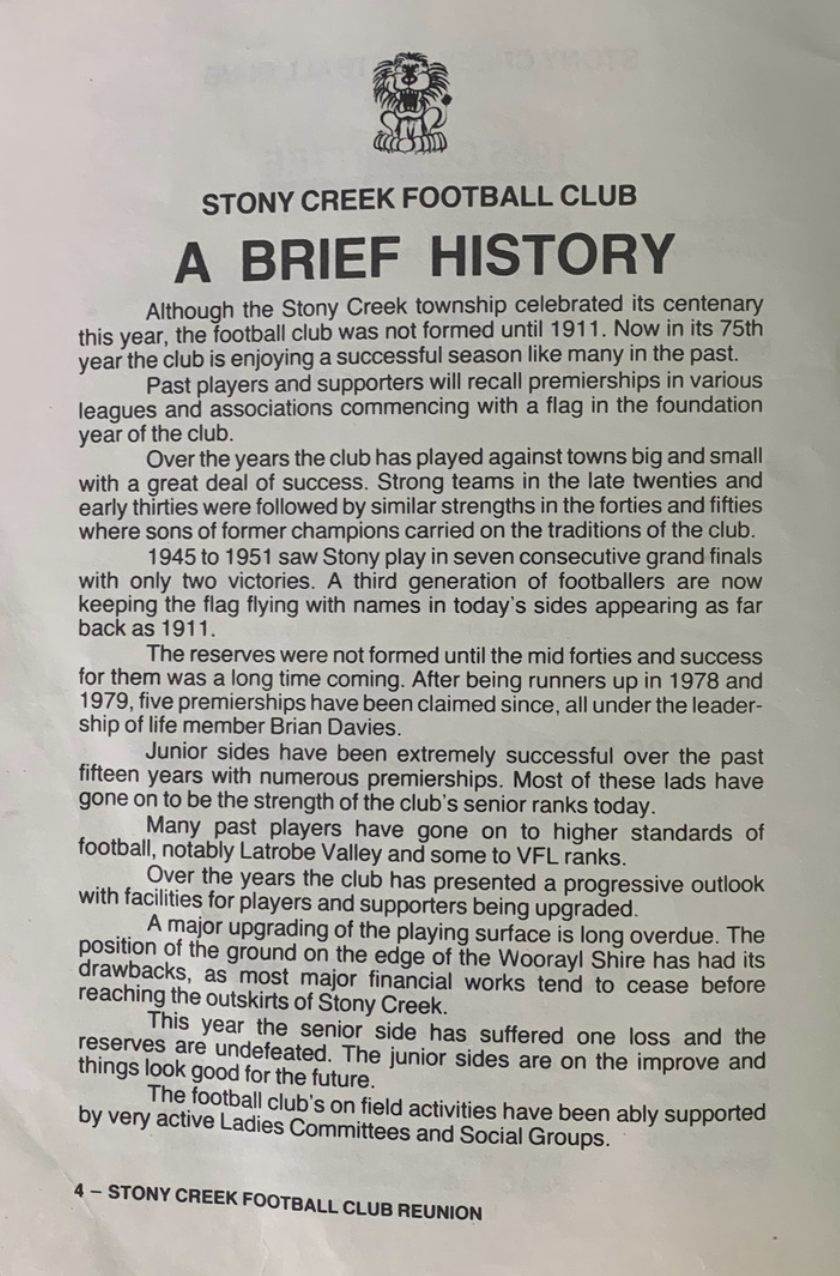 STONY CREEK FOOTBALL CLUB
A BRIEF HISTORY
Although the Stony Creek township celebrated its centenary
this year, the football club was not formed until 1911. Now in its 75th
year the club is enjoying a successful season like many in the past.
Past players and supporters will recall premierships in various
leagues and associations commencing with a flag in the foundation
year of the club.
Over the years the club has played against towns big and small
with a great deal of success. Strong teams in the late twenties and
early thirties were followed by similar strengths in the forties and fifties
where sons of former champions carried on the traditions of the club.
1945 to 1951 saw Stony play in seven consecutive grand finals
with only two victories. A third generation of footballers are now
keeping the flag flying with names in today's sides appearing as far
back as 1911.
The reserves were not formed until the mid forties and success
for them was a long time coming. After being runners up in 1978 and
1979, five premierships have been claimed since, all under the leader-
ship of life member Brian Davies.
Junior sides have been extremely successful over the past
fifteen years with numerous premierships. Most of these lads have
gone on to be the strength of the club's senior ranks today.
Many past players have gone on to higher standards of
football, notably Latrobe Valley and some to VFL ranks.
Over the years the club has presented a progressive outlook
with facilities for players and supporters being upgraded.
A major upgrading of the playing surface is long overdue. The
position of the ground on the edge of the Woorayl Shire has had its
drawbacks, as most major financial works tend to cease before
reaching the outskirts of Stony Creek.
This year the senior side has suffered one loss and the
reserves are undefeated. The junior sides are on the improve and
things look good for the future.
The football club's on field activities have been ably supported
by very active Ladies Committees and Social Groups.
4 – STONY CREEK FOOTBALL CLUB REUNION